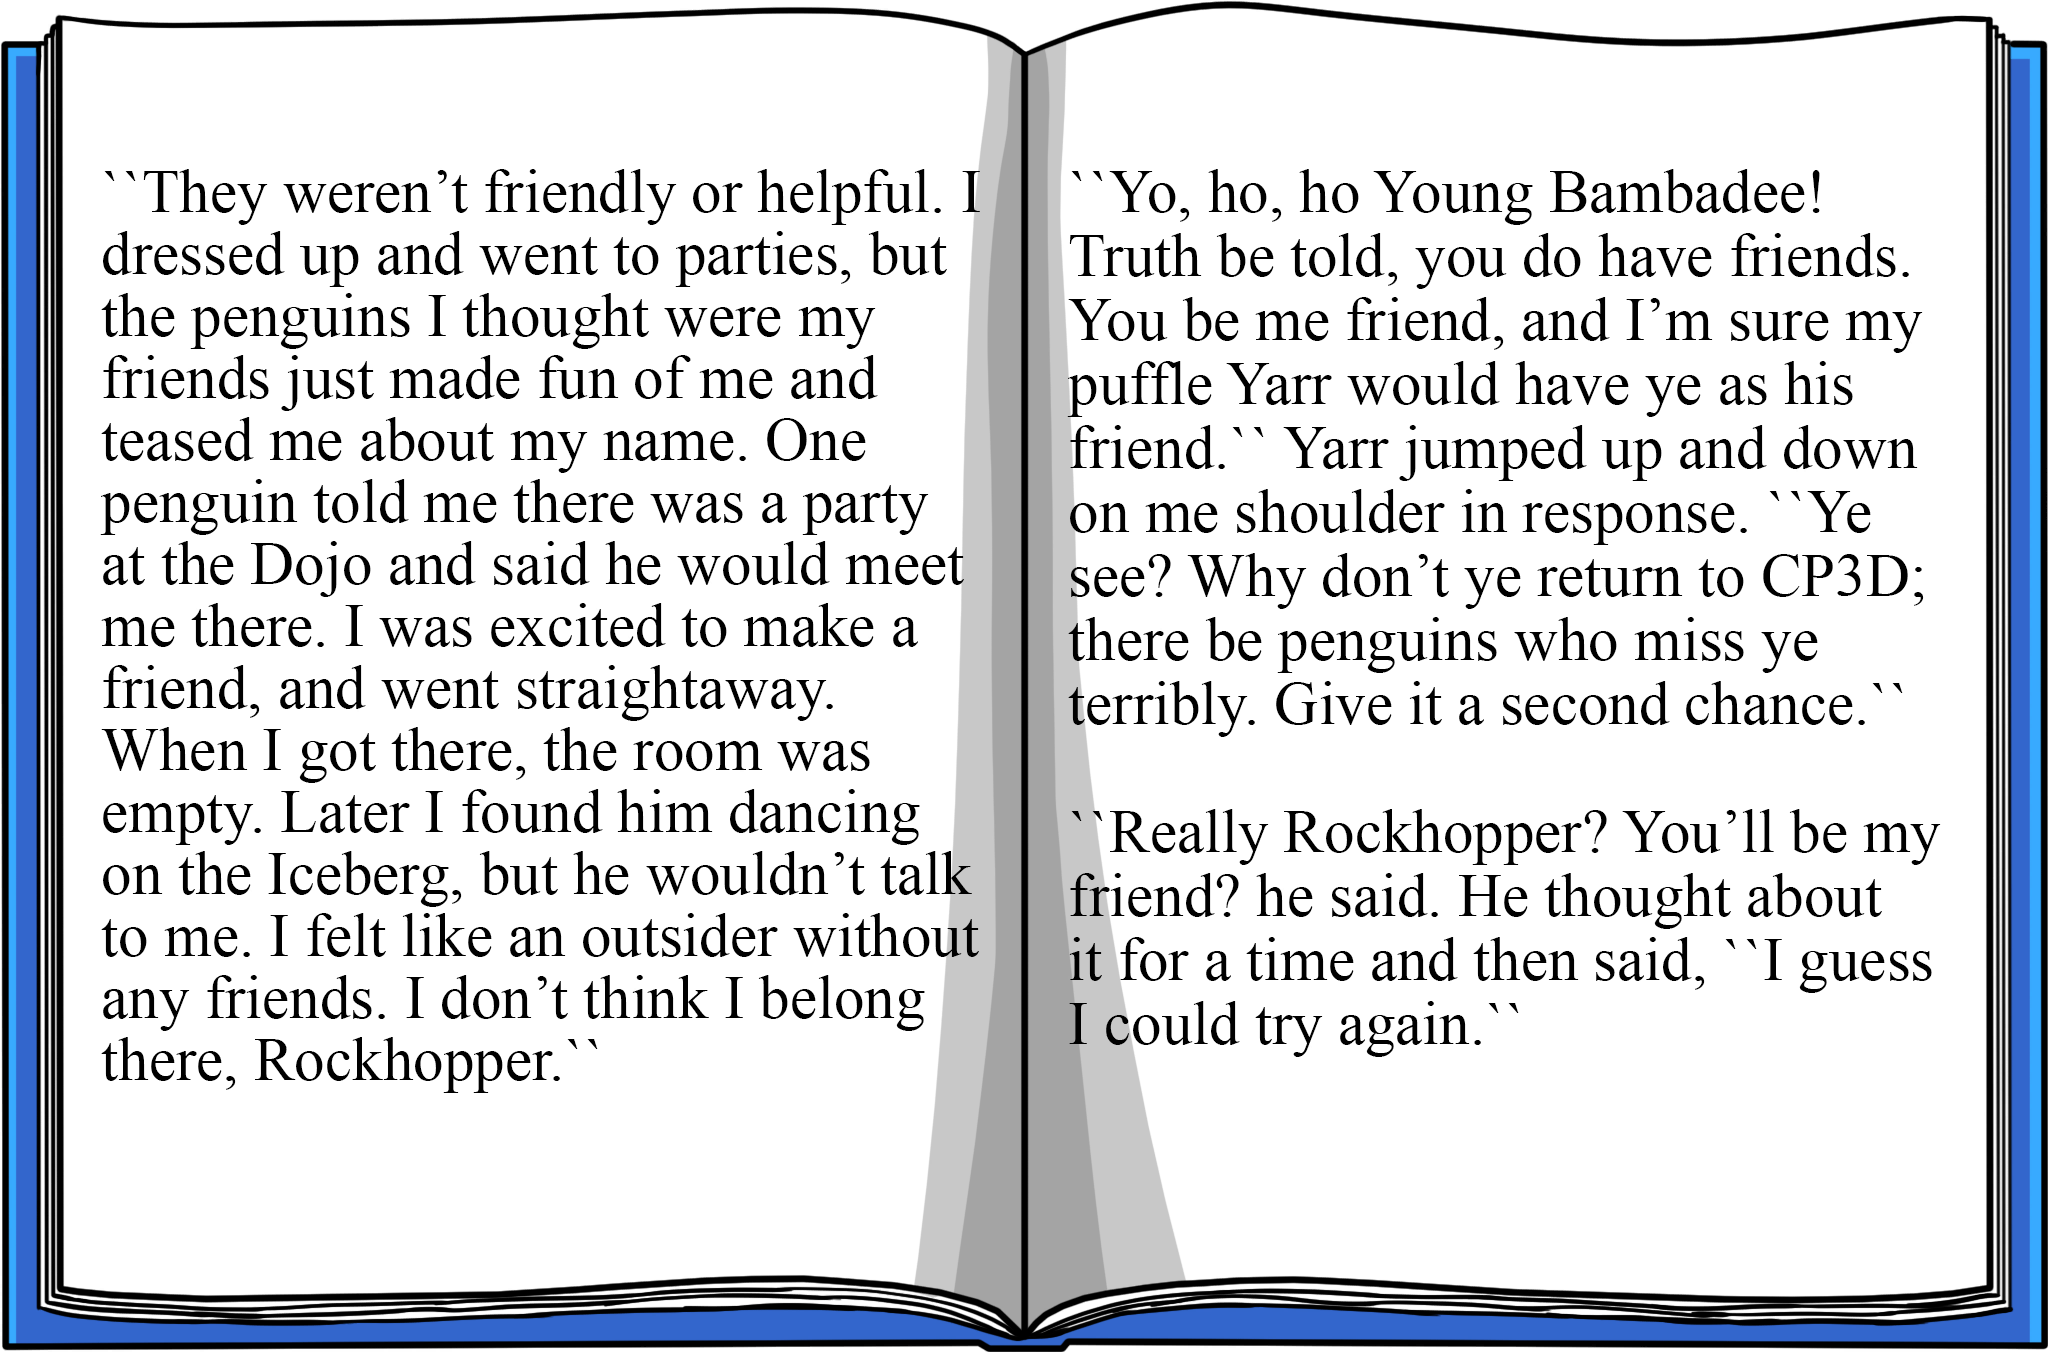 ``They weren’t friendly or helpful. I
dressed up and went to parties, but
the penguins I thought were my
friends just made fun of me and
teased me about my name. One
penguin told me there was a party
at the Dojo and said he would meet
me there. I was excited to make a
friend, and went straightaway.
When I got there, the room was
empty. Later I found him dancing
on the Iceberg, but he wouldn’t talk
to me. I felt like an outsider without
any friends. I don’t think I belong
there, Rockhopper.``
``Yo, ho, ho Young Bambadee!
Truth be told, you do have friends.
You be me friend, and I’m sure my
puffle Yarr would have ye as his
friend.`` Yarr jumped up and down
on me shoulder in response. ``Ye
see? Why don’t ye return to CP3D;
there be penguins who miss ye
terribly. Give it a second chance.``
``Really Rockhopper? You’ll be my
friend? he said. He thought about
it for a time and then said, ``I guess
I could try again.``